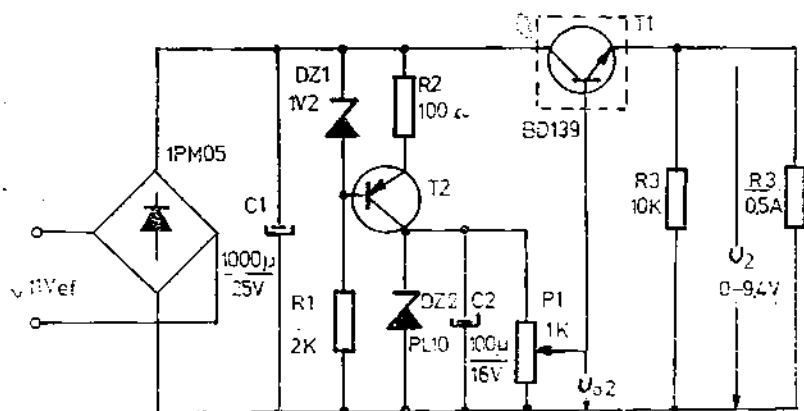 T1
DZ1
1V2
R2
100 Ω
BD139
1PM05
T2
C1
1000µ
25V
R3
10K
R3
0,5A
11Vef
R1
2K
DZ2
PL10
C2
100µ
16V
P1
1K
U2
0-9,4V